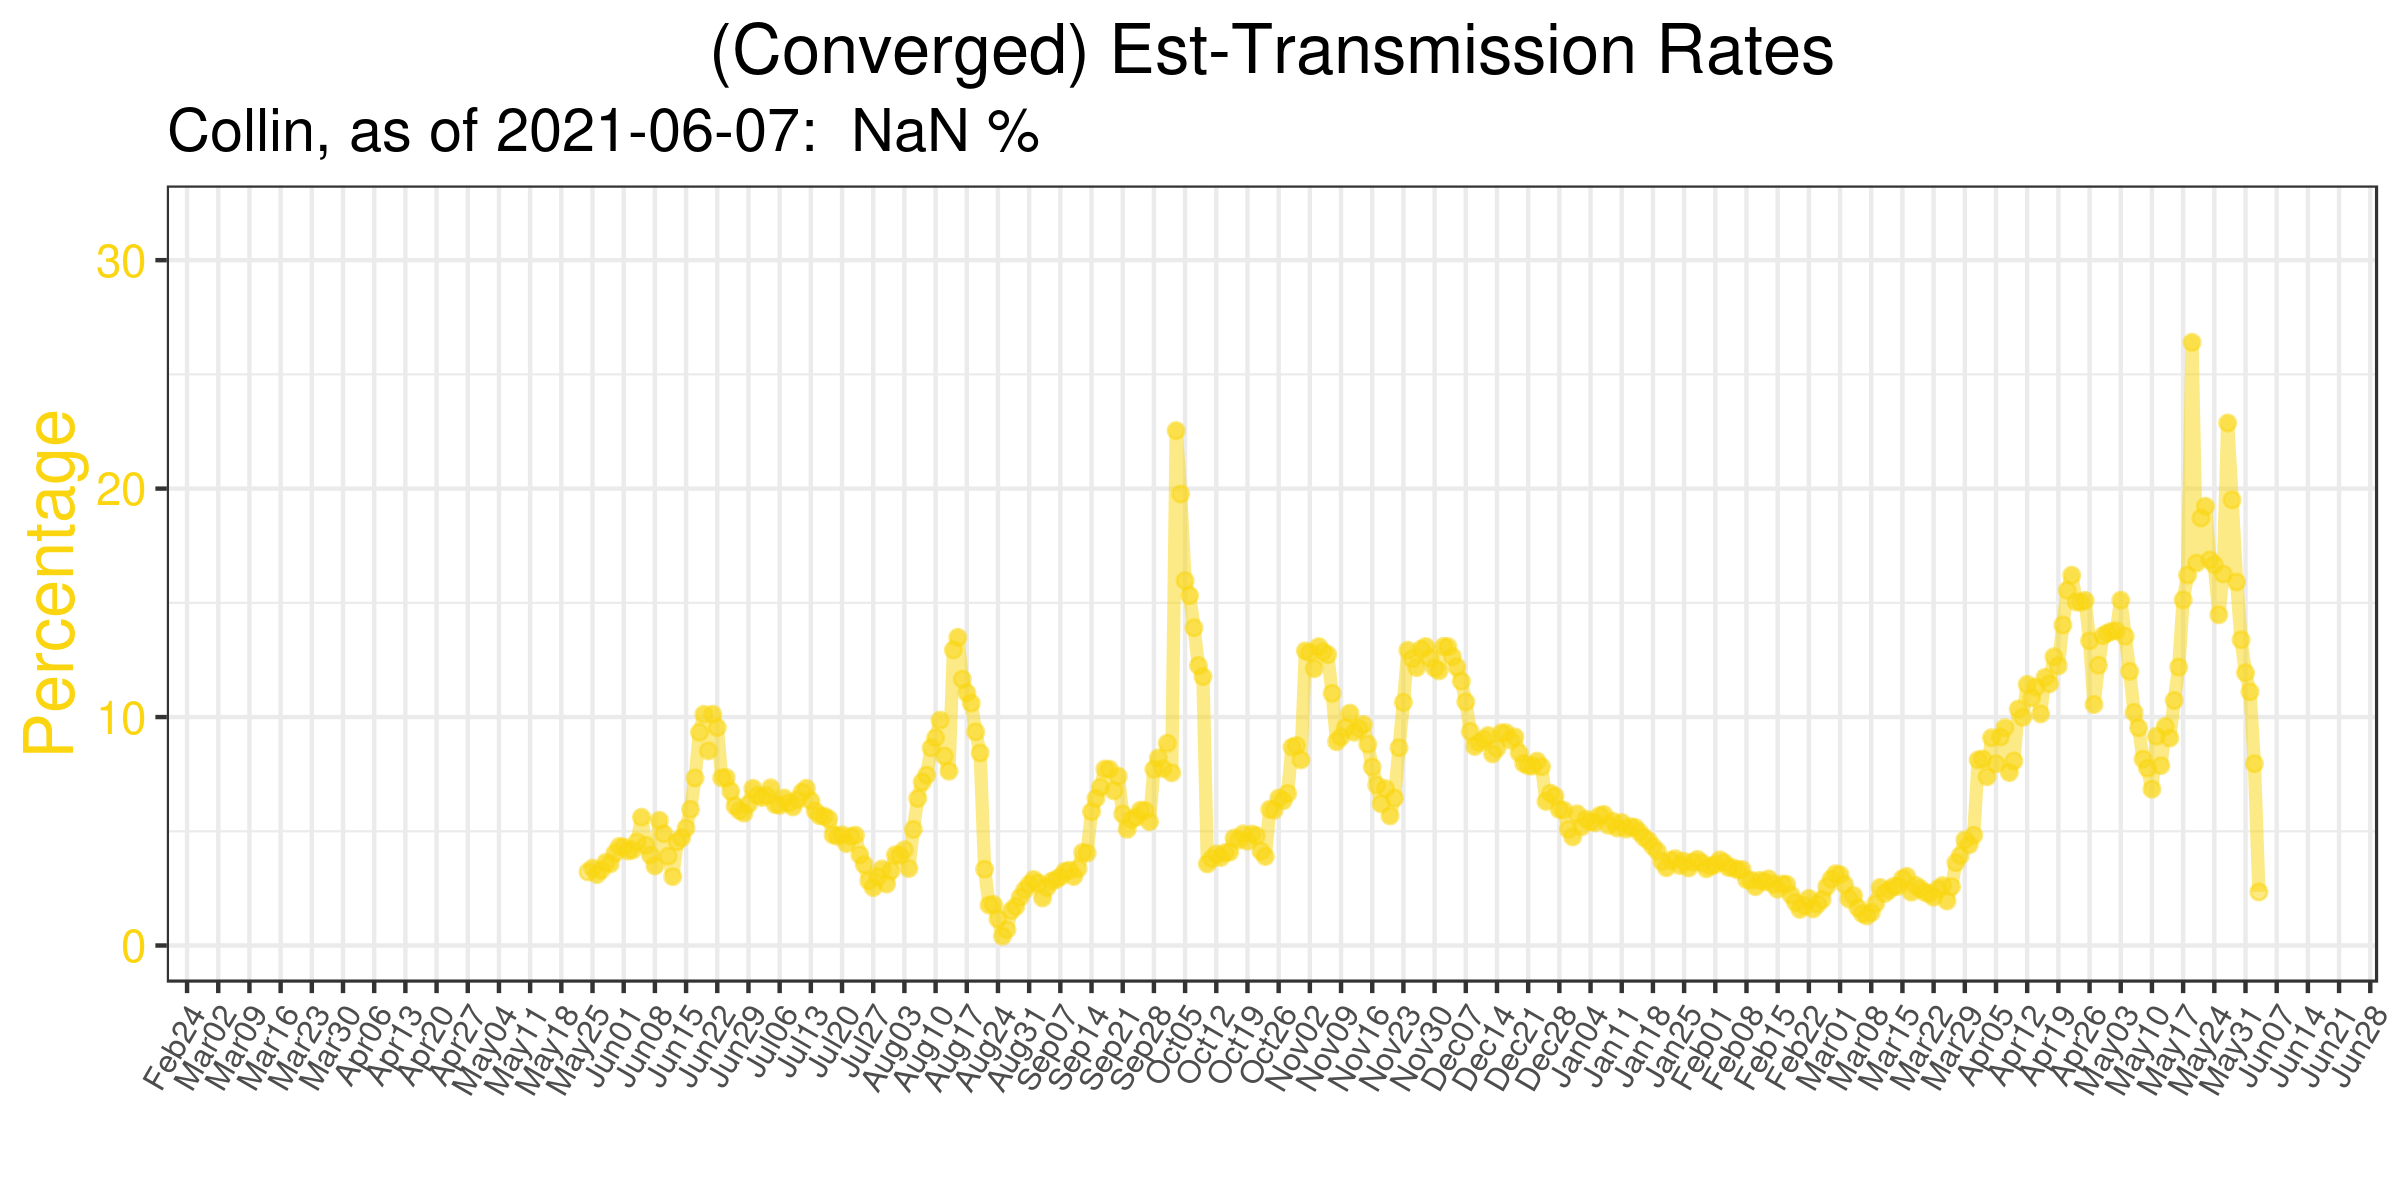 (Converged) Est-Transmission Rates
Collin, as of 2021-06-07:  NaN %
Percentage
30
20
10
0
Feb24
Mar02
Mar09
Mar16
Mar23
Mar30
Apr06
Apr13
Apr20
Apr27
May04
May11
May18
May25
Jun01
Jun08
Jun15
Jun22
Jun29
Jul06
Jul13
Jul20
Jul27
Aug03
Aug10
Aug17
Aug24
Aug31
Sep07
Sep14
Sep21
Sep28
Oct05
Oct12
Oct19
Oct26
Nov02
Nov09
Nov16
Nov23
Nov30
Dec07
Dec14
Dec21
Dec28
Jan04
Jan11
Jan18
Jan25
Feb01
Feb08
Feb15
Feb22
Mar01
Mar08
Mar15
Mar22
Mar29
Apr05
Apr12
Apr19
Apr26
May03
May10
May17
May24
May31
Jun07
Jun14
Jun21
Jun28